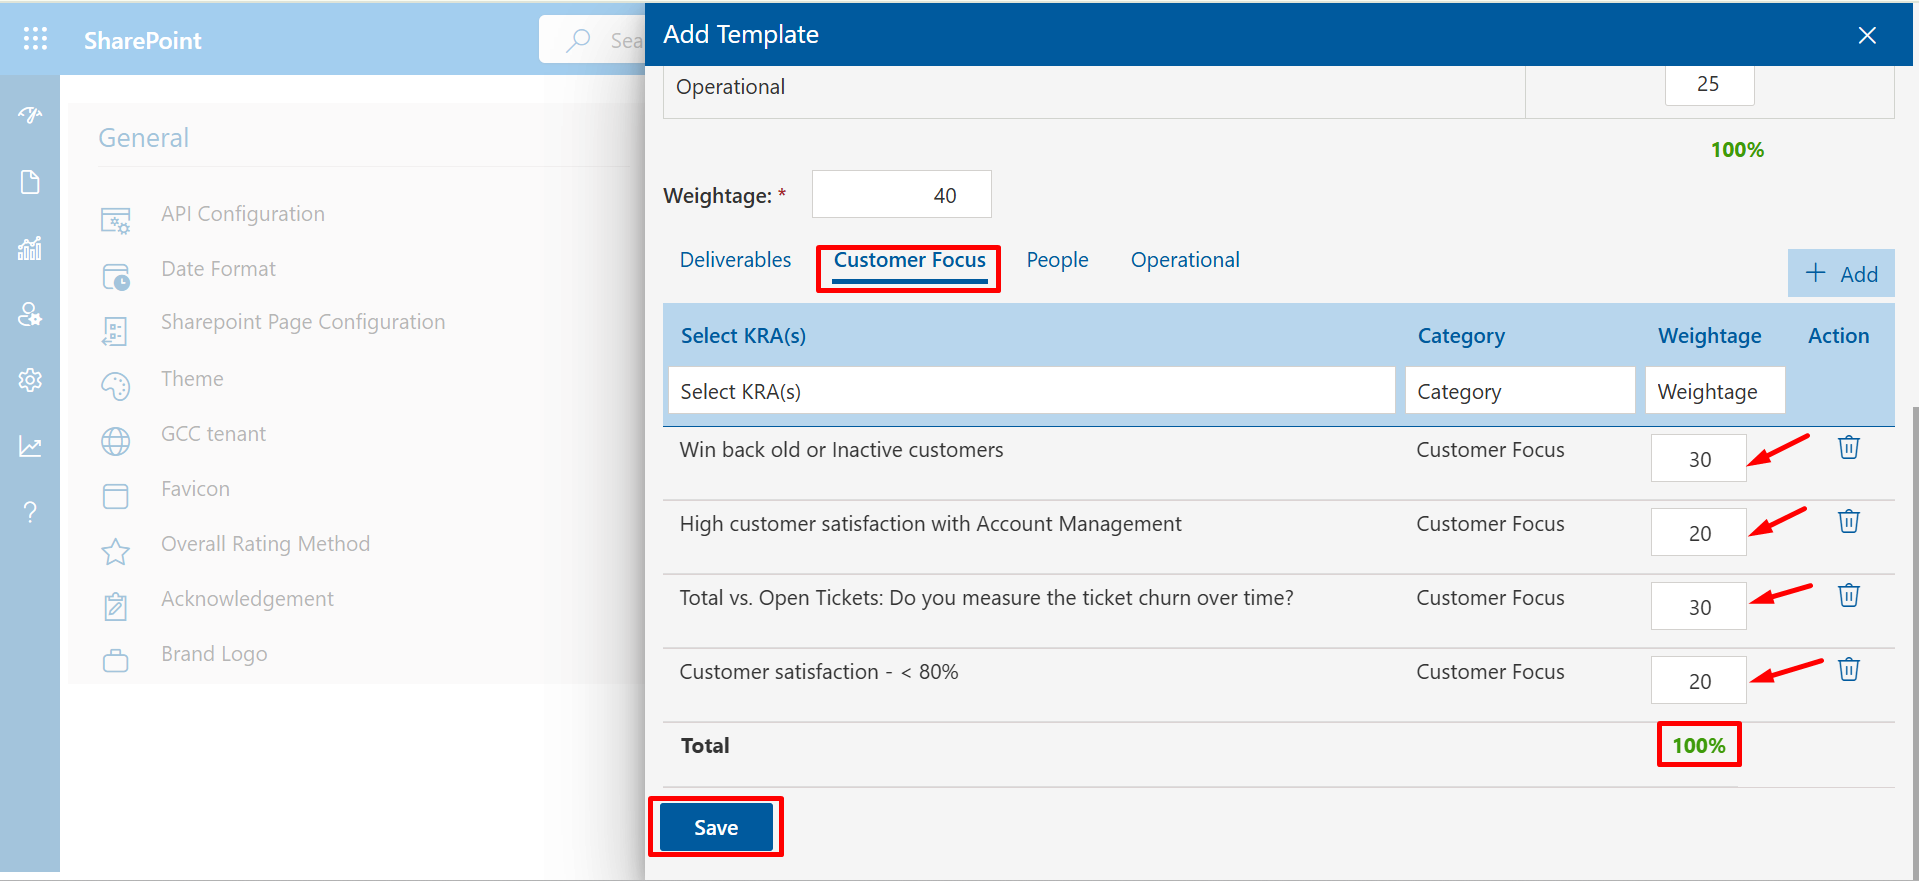 SharePoint
Sea
General
API Configuration
Date Format
Sharepoint Page Configuration
Theme
GCC tenant
Favicon
Overall Rating Method
Acknowledgement
Brand Logo
Add Template
Operational 25
100%
Weightage: * 40
Deliverables Customer Focus People Operational
+ Add
Select KRA(s) Category Weightage Action
Select KRA(s) Category Weightage
Win back old or Inactive customers Customer Focus 30
High customer satisfaction with Account Management Customer Focus 20
Total vs. Open Tickets: Do you measure the ticket churn over time? Customer Focus 30
Customer satisfaction - < 80% Customer Focus 20
Total 100%
Save